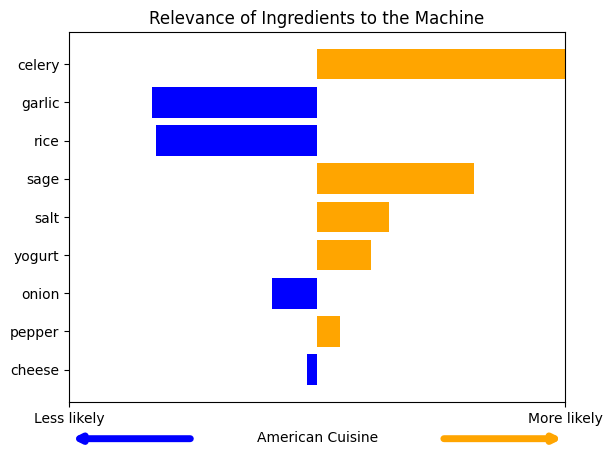 Relevance of Ingredients to the Machine
celery
garlic
rice
sage
salt
yogurt
onion
pepper
cheese
Less likely More likely
American Cuisine